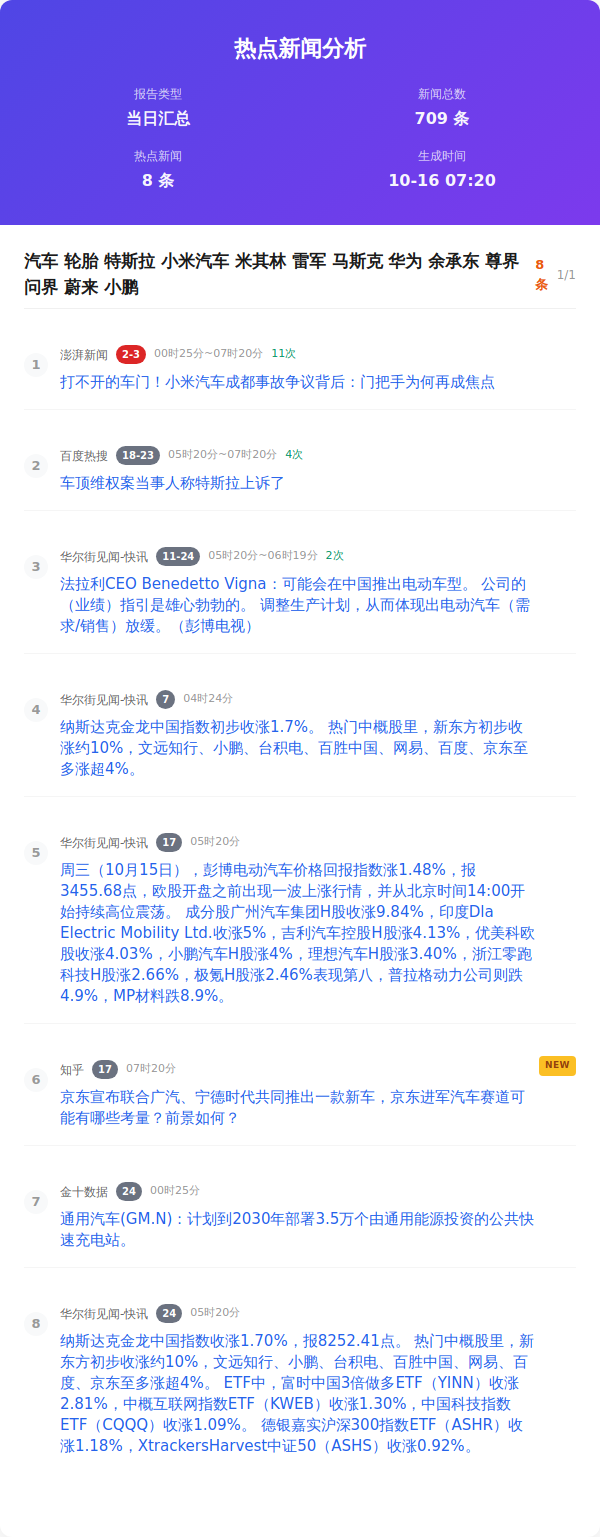 热点新闻分析
报告类型
新闻总数
当日汇总
709 条
热点新闻
生成时间
8 条
10-16 07:20
汽车 轮胎 特斯拉 小米汽车 米其林 雷军 马斯克 华为 余承东 尊界
问界 蔚来 小鹏
8
条
1/1
1
澎湃新闻 2-3 00时25分~07时20分 11次
打不开的车门！小米汽车成都事故争议背后：门把手为何再成焦点
2
百度热搜 18-23 05时20分~07时20分 4次
车顶维权案当事人称特斯拉上诉了
3
华尔街见闻-快讯 11-24 05时20分~06时19分 2次
法拉利CEO Benedetto Vigna：可能会在中国推出电动车型。 公司的
（业绩）指引是雄心勃勃的。 调整生产计划，从而体现出电动汽车（需
求/销售）放缓。（彭博电视）
4
华尔街见闻-快讯 7 04时24分
纳斯达克金龙中国指数初步收涨1.7%。 热门中概股里，新东方初步收
涨约10%，文远知行、小鹏、台积电、百胜中国、网易、百度、京东至
多涨超4%。
5
华尔街见闻-快讯 17 05时20分
周三（10月15日），彭博电动汽车价格回报指数涨1.48%，报
3455.68点，欧股开盘之前出现一波上涨行情，并从北京时间14:00开
始持续高位震荡。 成分股广州汽车集团H股收涨9.84%，印度Dla
Electric Mobility Ltd.收涨5%，吉利汽车控股H股涨4.13%，优美科欧
股收涨4.03%，小鹏汽车H股涨4%，理想汽车H股涨3.40%，浙江零跑
科技H股涨2.66%，极氪H股涨2.46%表现第八，普拉格动力公司则跌
4.9%，MP材料跌8.9%。
6
知乎 17 07时20分
NEW
京东宣布联合广汽、宁德时代共同推出一款新车，京东进军汽车赛道可
能有哪些考量？前景如何？
7
金十数据 24 00时25分
通用汽车(GM.N)：计划到2030年部署3.5万个由通用能源投资的公共快
速充电站。
8
华尔街见闻-快讯 24 05时20分
纳斯达克金龙中国指数收涨1.70%，报8252.41点。 热门中概股里，新
东方初步收涨约10%，文远知行、小鹏、台积电、百胜中国、网易、百
度、京东至多涨超4%。 ETF中，富时中国3倍做多ETF（YINN）收涨
2.81%，中概互联网指数ETF（KWEB）收涨1.30%，中国科技指数
ETF（CQQQ）收涨1.09%。 德银嘉实沪深300指数ETF（ASHR）收
涨1.18%，XtrackersHarvest中证50（ASHS）收涨0.92%。